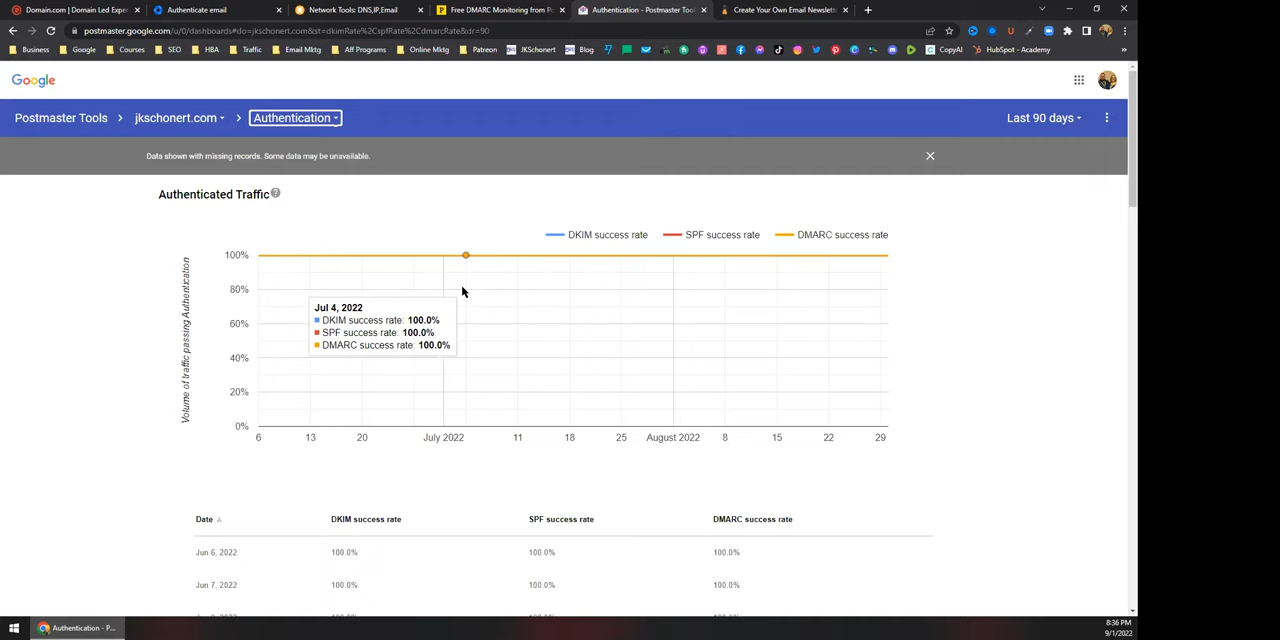 Domain.com | Domain Led Exper
Authenticate email
Network Tools: DNS,IP,Email
Free DMARC Monitoring from Po
Authentication - Postmaster Tool
Create Your Own Email Newslett
postmaster.google.com/u/0/dashboards#do=jkschonert.com&st=dkimRate%2CspfRate%2CdmarcRate&dr=90
Business
Google
Courses
SEO
HBA
Traffic
Email Mktg
Aff Programs
Online Mktg
Patreon
JKSchonert
Blog
CopyAI
HubSpot - Academy
»
Google
Postmaster Tools > jkschonert.com > Authentication
Last 90 days
Data shown with missing records. Some data may be unavailable.
Authenticated Traffic
DKIM success rate
SPF success rate
DMARC success rate
Volume of traffic passing Authentication
100%
80%
60%
40%
20%
0%
Jul 4, 2022
DKIM success rate: 100.0%
SPF success rate: 100.0%
DMARC success rate: 100.0%
6 13 20 July 2022 11 18 25 August 2022 8 15 22 29
Date DKIM success rate SPF success rate DMARC success rate
Jun 6, 2022 100.0% 100.0% 100.0%
Jun 7, 2022 100.0% 100.0% 100.0%
Authentication - P...
8:36 PM
9/1/2022